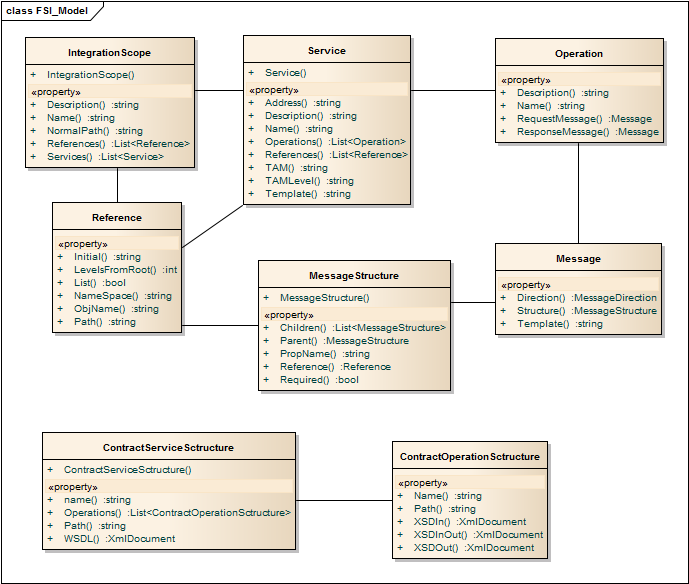 class FSI_Model
IntegrationScope
+ IntegrationScope()
«property»
+ Description() :string
+ Name() :string
+ NormalPath() :string
+ References() :List<Reference>
+ Services() :List<Service>
Service
+ Service()
«property»
+ Address() :string
+ Description() :string
+ Name() :string
+ Operations() :List<Operation>
+ References() :List<Reference>
+ TAM() :string
+ TAMLevel() :string
+ Template() :string
Operation
«property»
+ Description() :string
+ Name() :string
+ RequestMessage() :Message
+ ResponseMessage() :Message
Reference
«property»
+ Initial() :string
+ LevelsFromRoot() :int
+ List() :bool
+ NameSpace() :string
+ ObjName() :string
+ Path() :string
MessageStructure
+ MessageStructure()
«property»
+ Children() :List<MessageStructure>
+ Parent() :MessageStructure
+ PropName() :string
+ Reference() :Reference
+ Required() :bool
Message
«property»
+ Direction() :MessageDirection
+ Structure() :MessageStructure
+ Template() :string
ContractServiceSctructure
+ ContractServiceSctructure()
«property»
+ name() :string
+ Operations() :List<ContractOperationSctructure>
+ Path() :string
+ WSDL() :XmlDocument
ContractOperationSctructure
«property»
+ Name() :string
+ Path() :string
+ XSDIn() :XmlDocument
+ XSDInOut() :XmlDocument
+ XSDOut() :XmlDocument